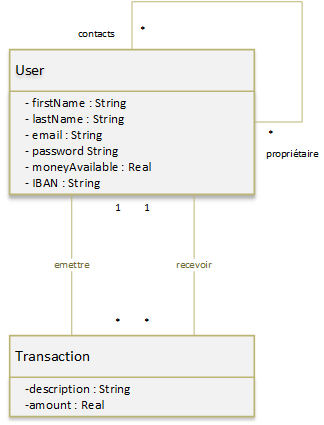 contacts
*
User
- firstName : String
- lastName : String
- email : String
- password String
- moneyAvailable : Real
- IBAN : String
*
propriétaire
1 1
emettre recevoir
* *
Transaction
-description : String
-amount : Real